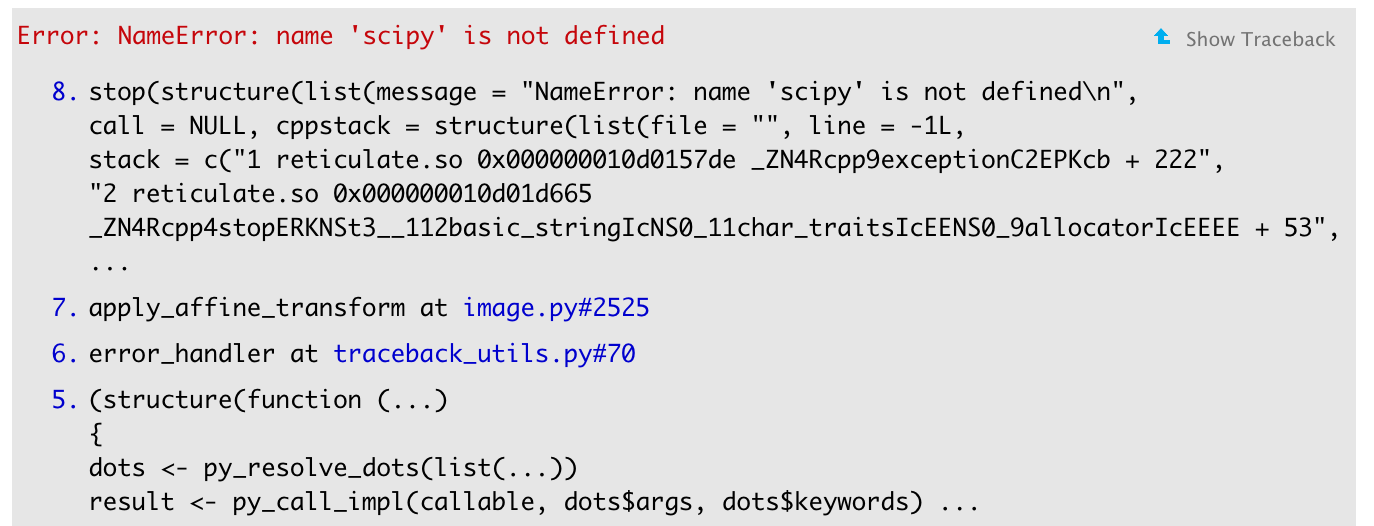 Error: NameError: name 'scipy' is not defined
Show Traceback
8. stop(structure(list(message = "NameError: name 'scipy' is not defined\n",
call = NULL, cppstack = structure(list(file = "", line = -1L,
stack = c("1 reticulate.so 0x000000010d0157de _ZN4Rcpp9exceptionC2EPKcb + 222",
"2 reticulate.so 0x000000010d01d665
_ZN4Rcpp4stopERKNSt3__112basic_stringIcNS0_11char_traitsIcEENS0_9allocatorIcEEEE + 53",
...
7. apply_affine_transform at image.py#2525
6. error_handler at traceback_utils.py#70
5. (structure(function (...)
{
dots <- py_resolve_dots(list(...))
result <- py_call_impl(callable, dots$args, dots$keywords) ...